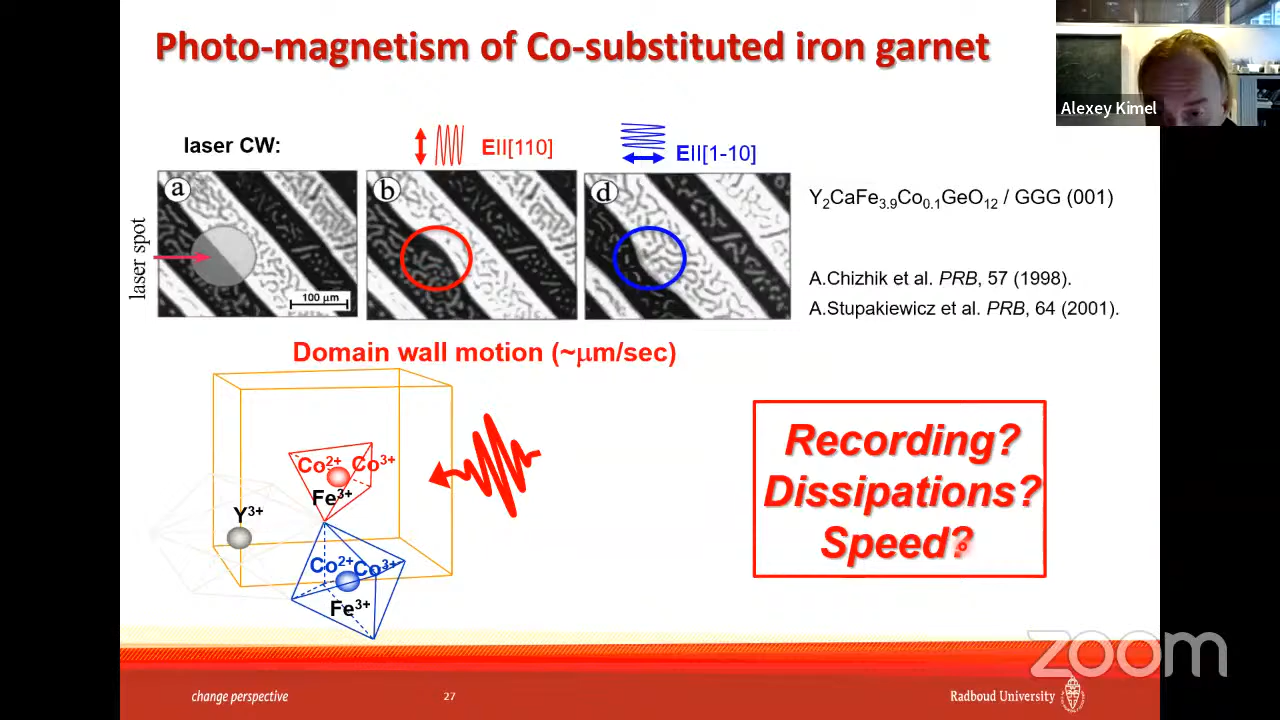 Photo-magnetism of Co-substituted iron garnet
Alexey Kimel
laser CW:
E||[110]
E||[1-10]
laser spot
a
b
d
100 µm
Y₂CaFe₃.₉Co₀.₁GeO₁₂ / GGG (001)
A.Chizhik et al. PRB, 57 (1998).
A.Stupakiewicz et al. PRB, 64 (2001).
Domain wall motion (~µm/sec)
Co²⁺ Co³⁺
Fe³⁺
Y³⁺
Co²⁺ Co³⁺
Fe³⁺
Recording?
Dissipations?
Speed?
zoom
change perspective
27
Radboud University